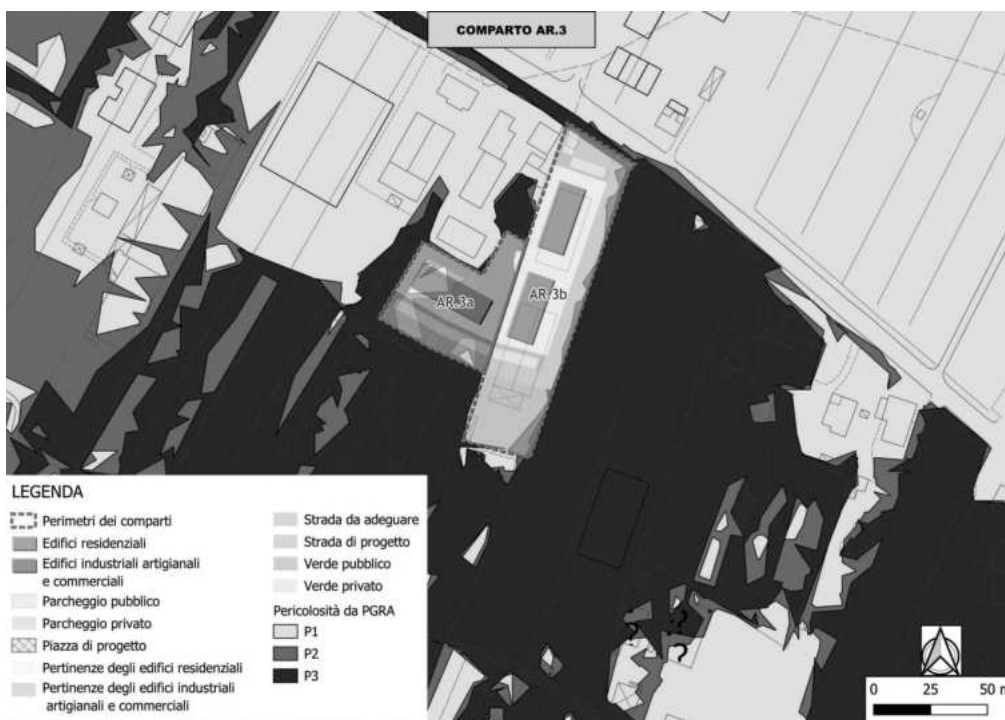 COMPARTO AR.3
AR.3a
AR.3b
?
?
?
LEGENDA
Perimetri dei comparti
Edifici residenziali
Edifici industriali artigianali
e commerciali
Parcheggio pubblico
Parcheggio privato
Piazza di progetto
Pertinenze degli edifici residenziali
Pertinenze degli edifici industriali
artigianali e commerciali
Strada da adeguare
Strada di progetto
Verde pubblico
Verde privato
Pericolosità da PGRA
P1
P2
P3
0 25 50 m